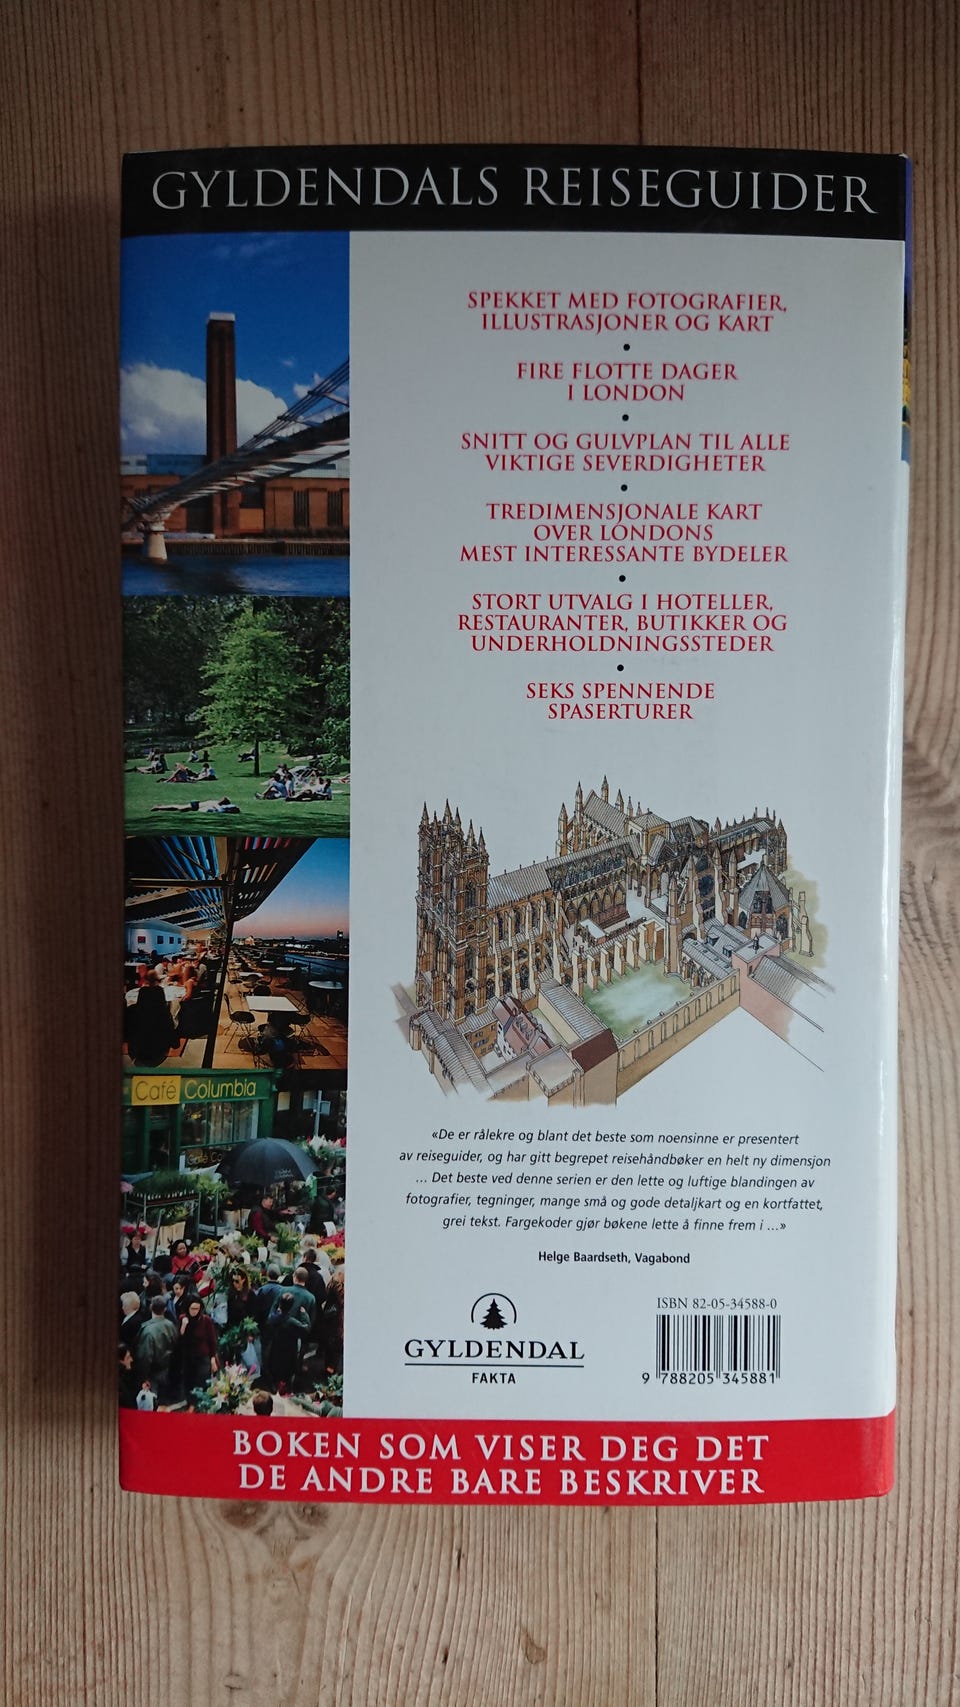 GYLDENDALS REISEGUIDER
SPEKKET MED FOTOGRAFIER,
ILLUSTRASJONER OG KART
•
FIRE FLOTTE DAGER
I LONDON
•
SNITT OG GULVPLAN TIL ALLE
VIKTIGE SEVERDIGHETER
•
TREDIMENSJONALE KART
OVER LONDONS
MEST INTERESSANTE BYDELER
•
STORT UTVALG I HOTELLER,
RESTAURANTER, BUTIKKER OG
UNDERHOLDNINGSSTEDER
•
SEKS SPENNENDE
SPASERTURER
Café Columbia
Café Co
«De er rålekre og blant det beste som noensinne er presentert
av reiseguider, og har gitt begrepet reisehåndbøker en helt ny dimensjon
... Det beste ved denne serien er den lette og luftige blandingen av
fotografier, tegninger, mange små og gode detaljkart og en kortfattet,
grei tekst. Fargekoder gjør bøkene lette å finne frem i ...»
Helge Baardseth, Vagabond
GYLDENDAL
FAKTA
ISBN 82-05-34588-0
9 788205 345881
BOKEN SOM VISER DEG DET
DE ANDRE BARE BESKRIVER